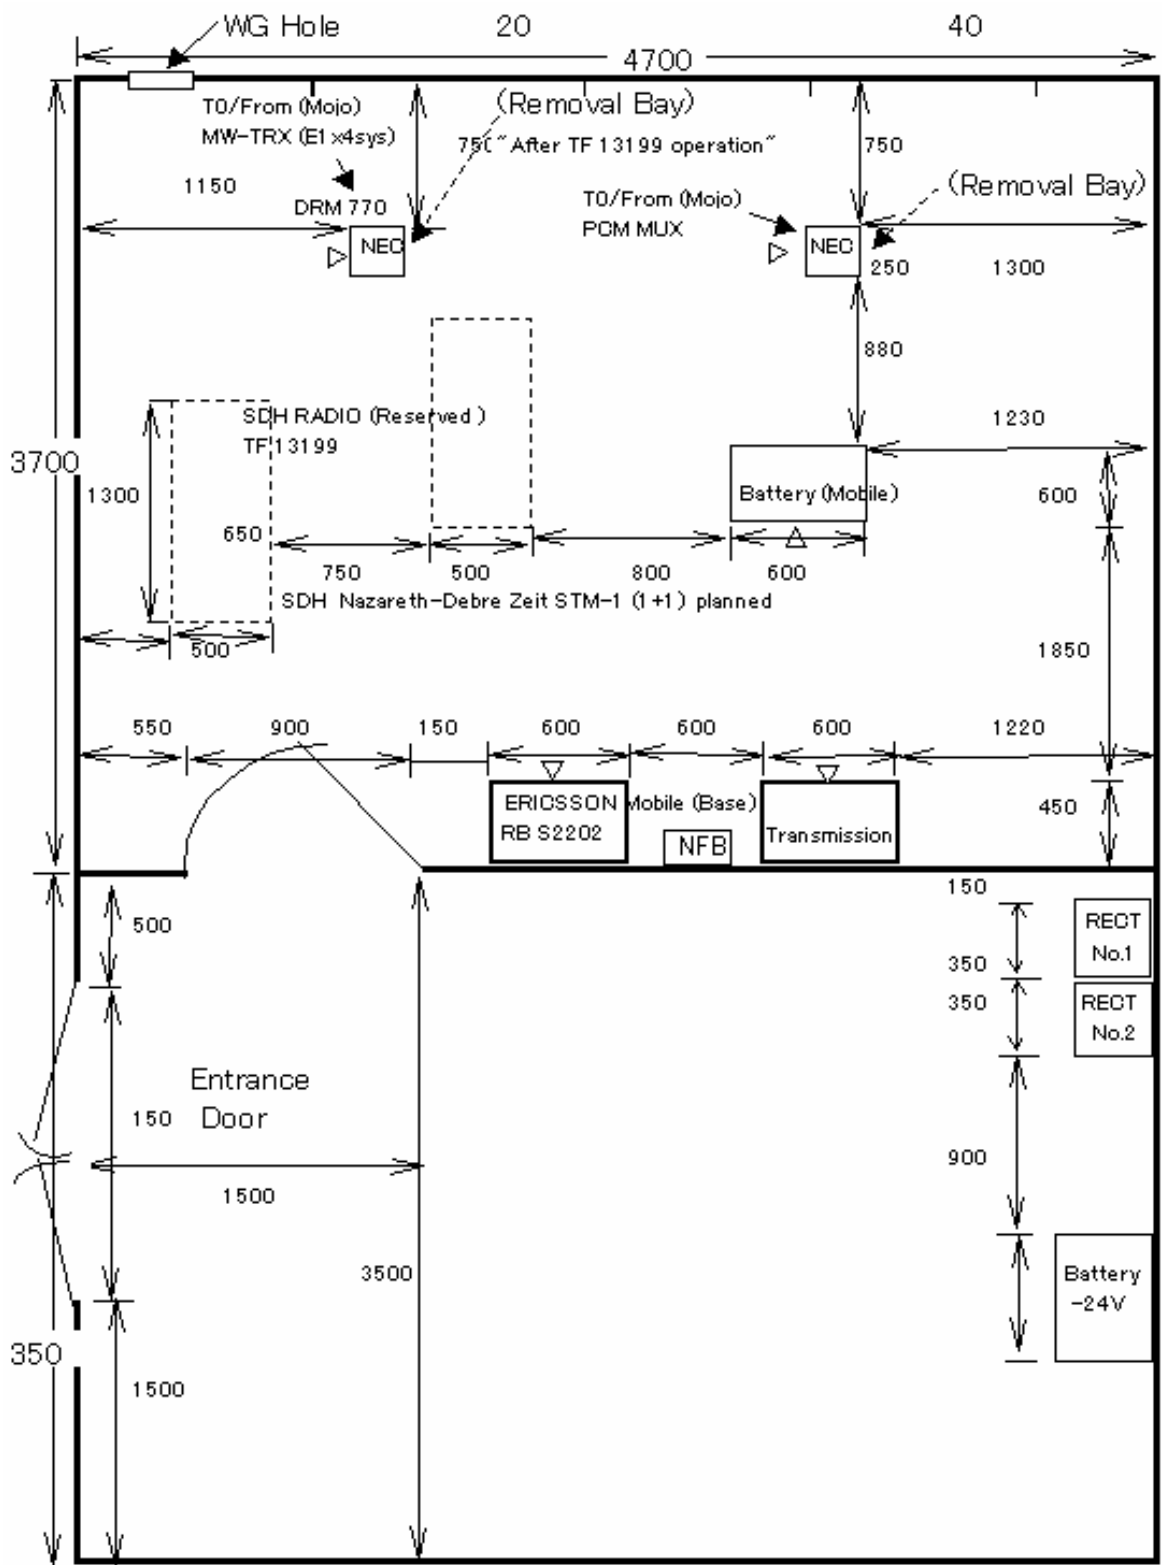 WG Hole
20
40
4700
T0/From (Mojo)
MW-TRX (E1x4sys)
(Removal Bay)
750
"After TF 13199 operation"
750
1150
DRM 770
T0/From (Mojo)
PCM MUX
(Removal Bay)
NEC
NEC
250
1300
880
SDH RADIO (Reserved )
TF 13199
1230
3700
1300
Battery (Mobile)
600
650
750
500
800
600
SDH Nazareth-Debre Zeit STM-1 (1+1) planned
500
1850
550
900
150
600
600
600
1220
ERICSSON
RB S2202
Mobile (Base)
NFB
Transmission
450
150
500
RECT
No.1
350
350
RECT
No.2
Entrance
Door
150
900
1500
3500
Battery
-24V
350
1500